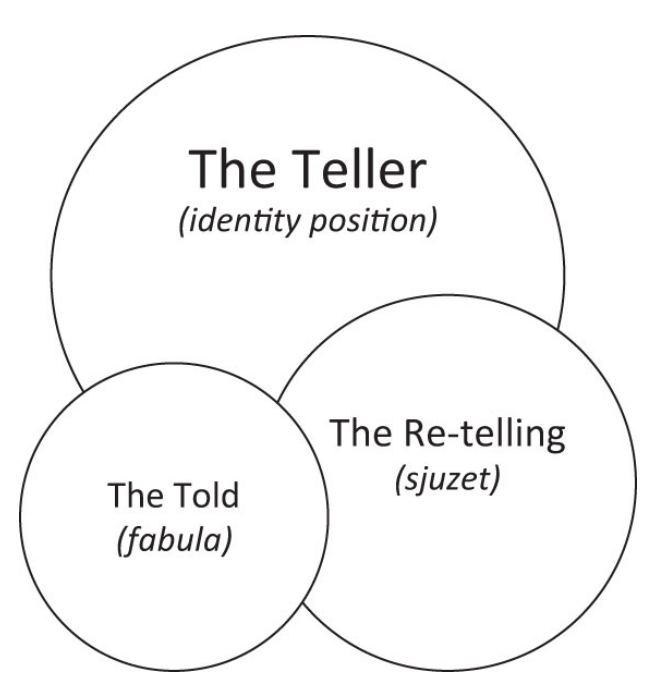 The Teller
(identity position)
The Re-telling
(sjuzet)
The Told
(fabula)